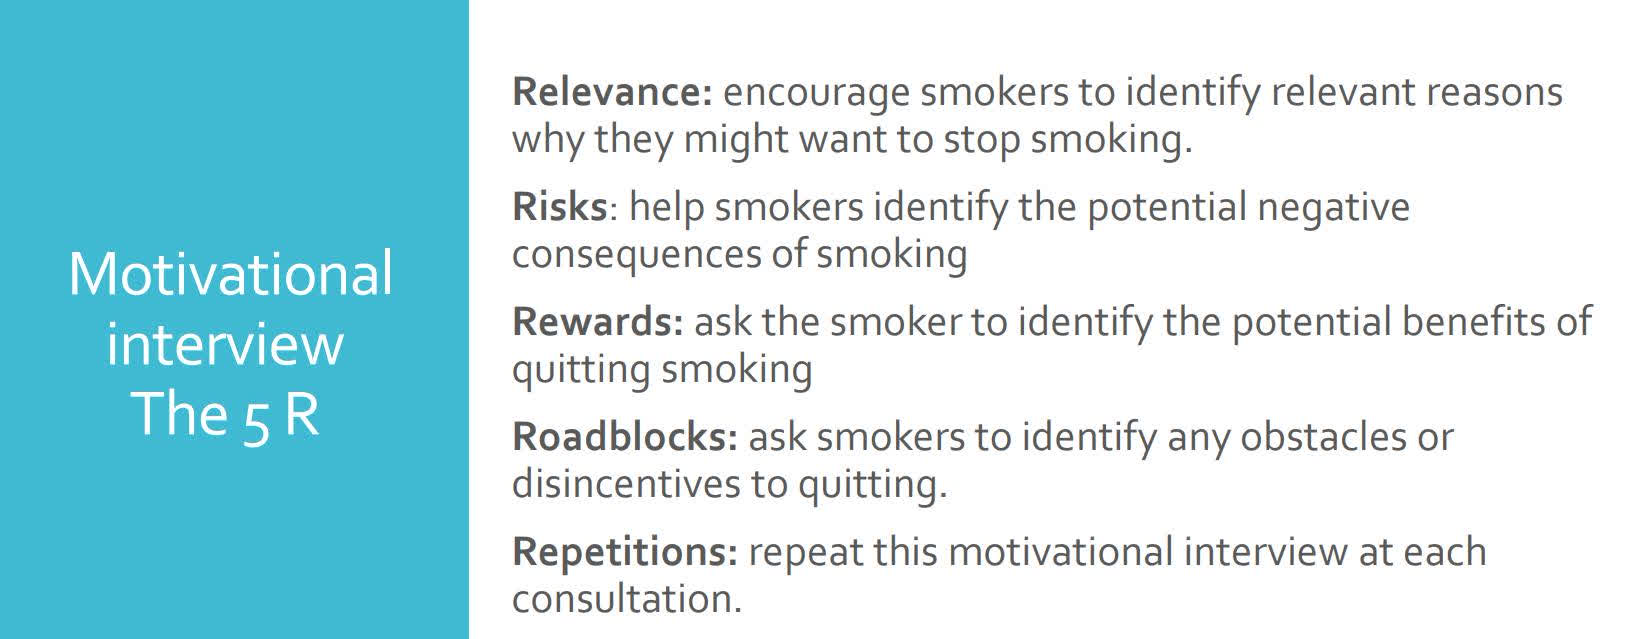 Motivational
interview
The 5 R
Relevance: encourage smokers to identify relevant reasons
why they might want to stop smoking.
Risks: help smokers identify the potential negative
consequences of smoking
Rewards: ask the smoker to identify the potential benefits of
quitting smoking
Roadblocks: ask smokers to identify any obstacles or
disincentives to quitting.
Repetitions: repeat this motivational interview at each
consultation.